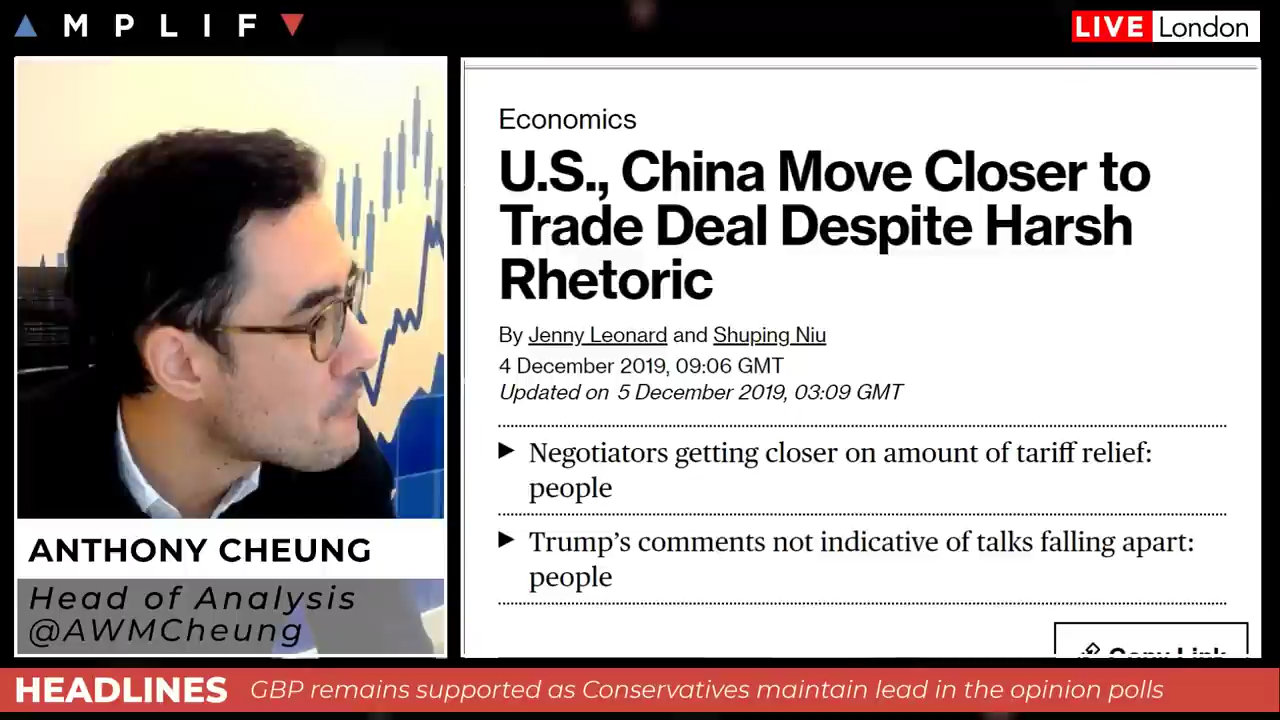 MPLIF
LIVE London
Economics
U.S., China Move Closer to
Trade Deal Despite Harsh
Rhetoric
By Jenny Leonard and Shuping Niu
4 December 2019, 09:06 GMT
Updated on 5 December 2019, 03:09 GMT
Negotiators getting closer on amount of tariff relief:
people
Trump's comments not indicative of talks falling apart:
people
Copy Link
ANTHONY CHEUNG
Head of Analysis
@AWMCheung
HEADLINES GBP remains supported as Conservatives maintain lead in the opinion polls